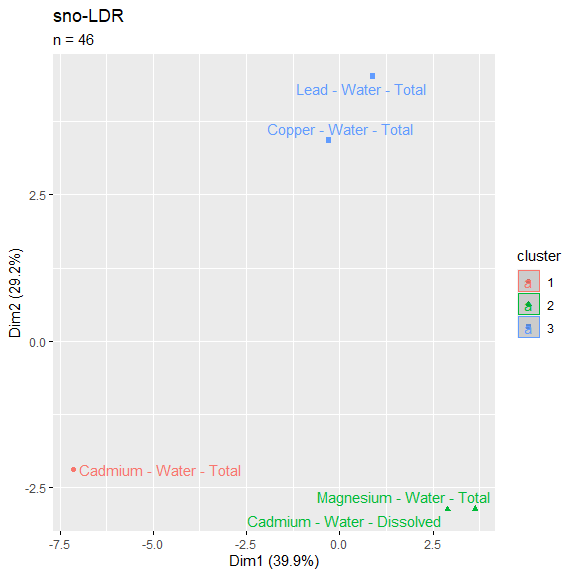 sno-LDR
n = 46
Lead - Water - Total
Copper - Water - Total
Cadmium - Water - Total
Magnesium - Water - Total
Cadmium - Water - Dissolved
2.5
0.0
-2.5
-7.5
-5.0
-2.5
0.0
2.5
Dim1 (39.9%)
Dim2 (29.2%)
cluster
a 1
a 2
a 3